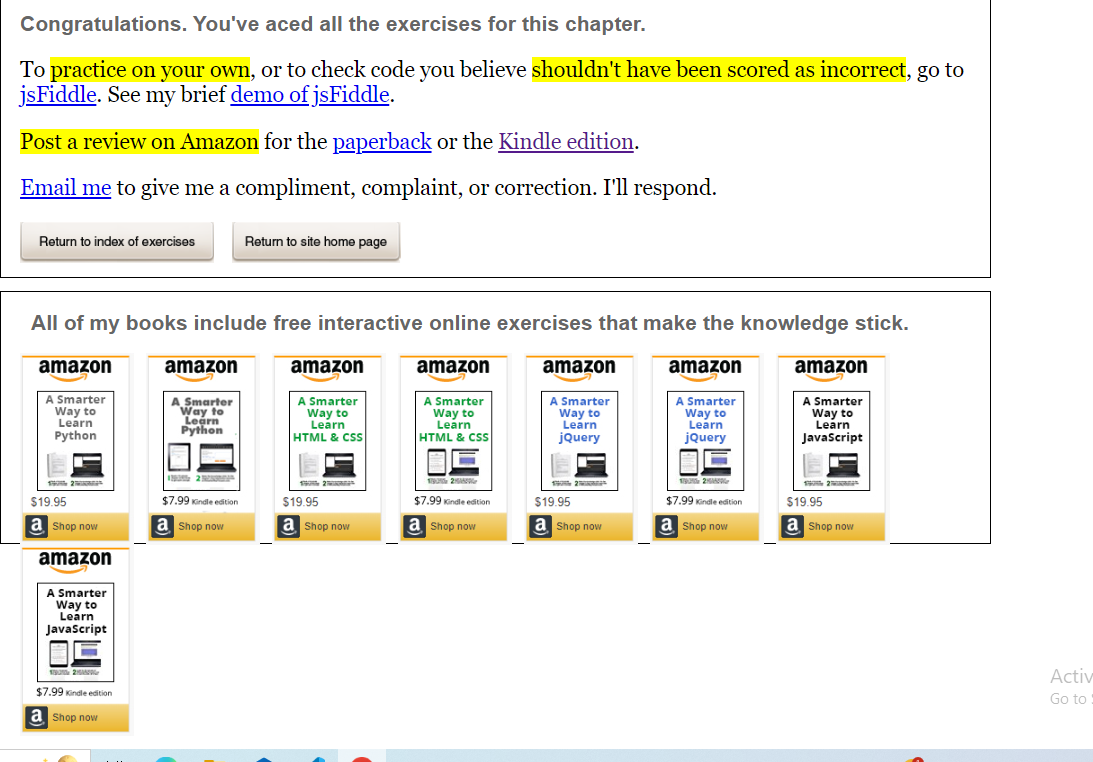 Congratulations. You've aced all the exercises for this chapter.
To practice on your own, or to check code you believe shouldn't have been scored as incorrect, go to
jsFiddle. See my brief demo of jsFiddle.
Post a review on Amazon for the paperback or the Kindle edition.
Email me to give me a compliment, complaint, or correction. I'll respond.
Return to index of exercises
Return to site home page
All of my books include free interactive online exercises that make the knowledge stick.
amazon
A Smarter
Way to
Learn
Python
$19.95
a Shop now
amazon
A Smarter
Way to
Learn
Python
$7.99 Kindle edition
a Shop now
amazon
A Smarter
Way to
Learn
HTML & CSS
$19.95
a Shop now
amazon
A Smarter
Way to
Learn
HTML & CSS
$7.99 Kindle edition
a Shop now
amazon
A Smarter
Way to
Learn
jQuery
$19.95
a Shop now
amazon
A Smarter
Way to
Learn
jQuery
$7.99 Kindle edition
a Shop now
amazon
A Smarter
Way to
Learn
JavaScript
$19.95
a Shop now
amazon
A Smarter
Way to
Learn
JavaScript
$7.99 Kindle edition
a Shop now
Activ
Go to